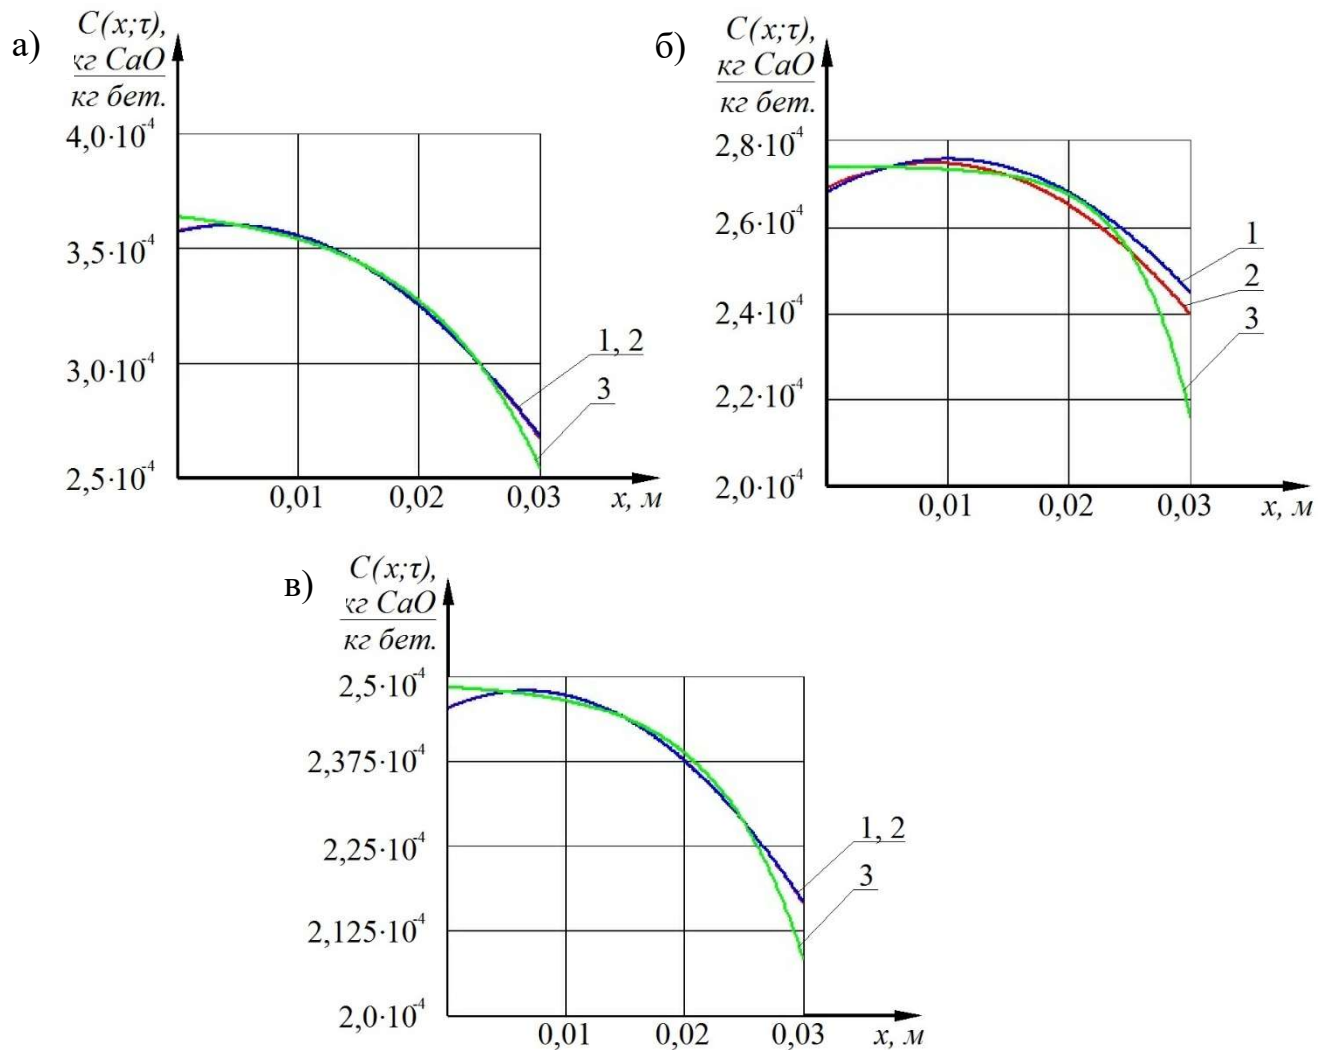 а)
C(x;τ),
кг CaO
кг бет.
4,0·10⁻⁴
3,5·10⁻⁴
3,0·10⁻⁴
2,5·10⁻⁴
0,01 0,02 0,03 x, м
1, 2
3
б)
C(x;τ),
кг CaO
кг бет.
2,8·10⁻⁴
2,6·10⁻⁴
2,4·10⁻⁴
2,2·10⁻⁴
2,0·10⁻⁴
0,01 0,02 0,03 x, м
1
2
3
в)
C(x;τ),
кг CaO
кг бет.
2,5·10⁻⁴
2,375·10⁻⁴
2,25·10⁻⁴
2,125·10⁻⁴
2,0·10⁻⁴
0,01 0,02 0,03 x, м
1, 2
3